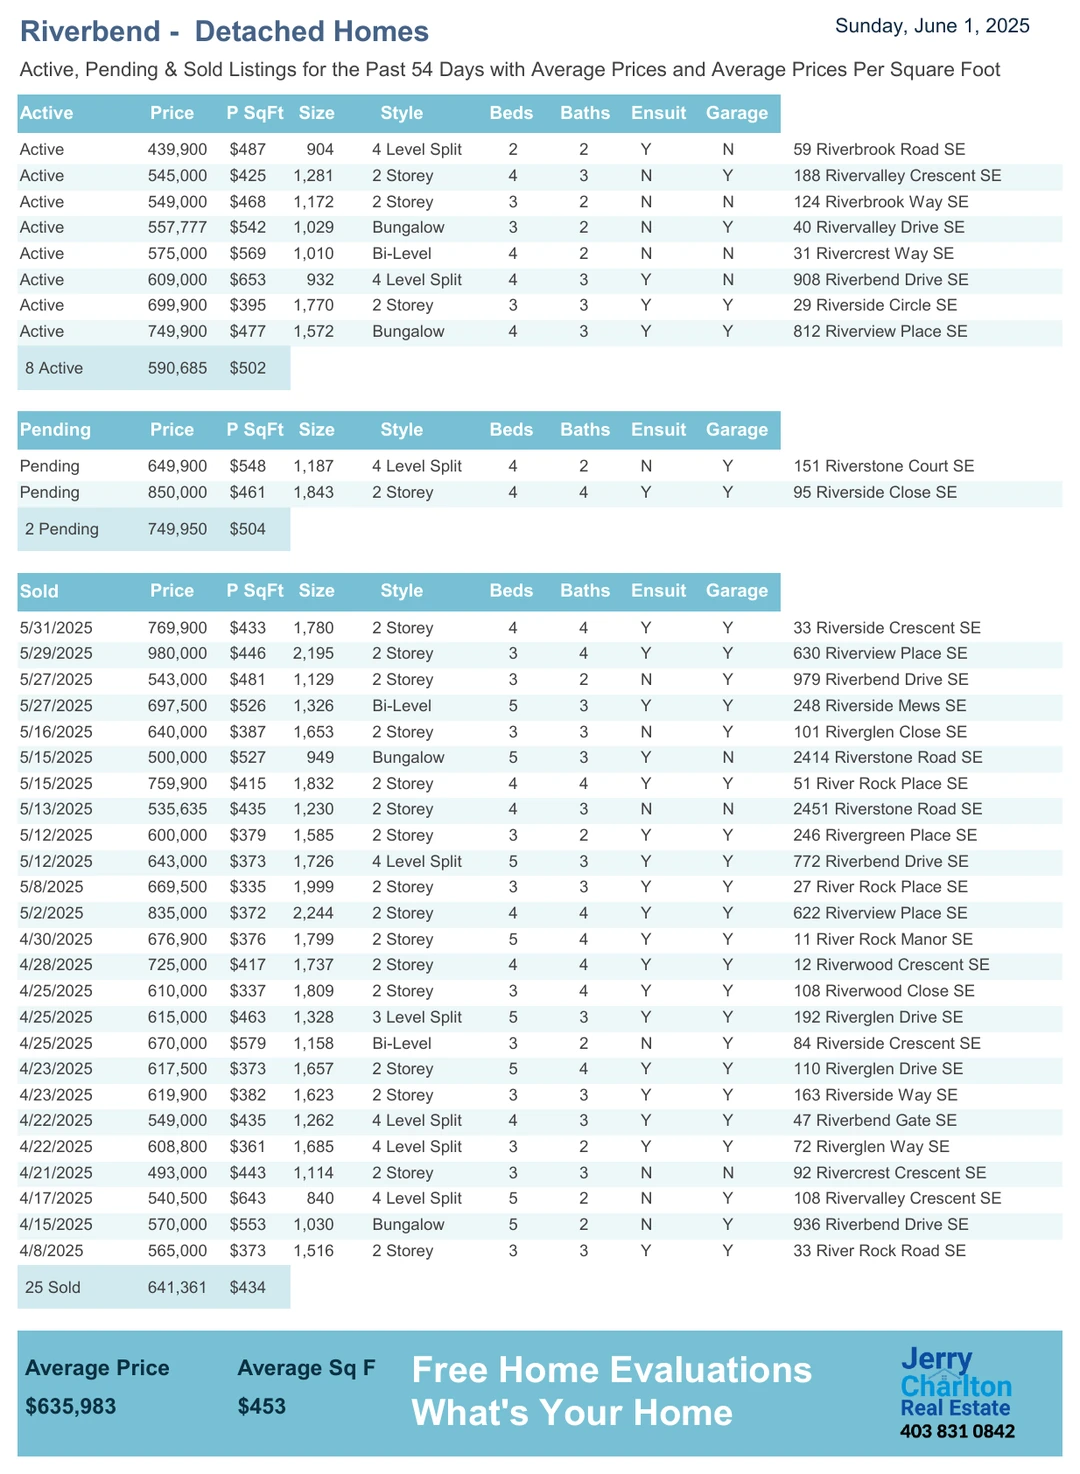 Riverbend -  Detached Homes
Sunday, June 1, 2025
Active, Pending & Sold Listings for the Past 54 Days with Average Prices and Average Prices Per Square Foot
Active Price P SqFt Size Style Beds Baths Ensuit Garage
Active 439,900 $487 904 4 Level Split 2 2 Y N 59 Riverbrook Road SE
Active 545,000 $425 1,281 2 Storey 4 3 N Y 188 Rivervalley Crescent SE
Active 549,000 $468 1,172 2 Storey 3 2 N N 124 Riverbrook Way SE
Active 557,777 $542 1,029 Bungalow 3 2 N Y 40 Rivervalley Drive SE
Active 575,000 $569 1,010 Bi-Level 4 2 N N 31 Rivercrest Way SE
Active 609,000 $653 932 4 Level Split 4 3 Y N 908 Riverbend Drive SE
Active 699,900 $395 1,770 2 Storey 3 3 Y Y 29 Riverside Circle SE
Active 749,900 $477 1,572 Bungalow 4 3 Y Y 812 Riverview Place SE
8 Active 590,685 $502
Pending Price P SqFt Size Style Beds Baths Ensuit Garage
Pending 649,900 $548 1,187 4 Level Split 4 2 N Y 151 Riverstone Court SE
Pending 850,000 $461 1,843 2 Storey 4 4 Y Y 95 Riverside Close SE
2 Pending 749,950 $504
Sold Price P SqFt Size Style Beds Baths Ensuit Garage
5/31/2025 769,900 $433 1,780 2 Storey 4 4 Y Y 33 Riverside Crescent SE
5/29/2025 980,000 $446 2,195 2 Storey 3 4 Y Y 630 Riverview Place SE
5/27/2025 543,000 $481 1,129 2 Storey 3 2 N Y 979 Riverbend Drive SE
5/27/2025 697,500 $526 1,326 Bi-Level 5 3 Y Y 248 Riverside Mews SE
5/16/2025 640,000 $387 1,653 2 Storey 3 3 N Y 101 Riverglen Close SE
5/15/2025 500,000 $527 949 Bungalow 5 3 Y N 2414 Riverstone Road SE
5/15/2025 759,900 $415 1,832 2 Storey 4 4 Y Y 51 River Rock Place SE
5/13/2025 535,635 $435 1,230 2 Storey 4 3 N N 2451 Riverstone Road SE
5/12/2025 600,000 $379 1,585 2 Storey 3 2 Y Y 246 Rivergreen Place SE
5/12/2025 643,000 $373 1,726 4 Level Split 5 3 Y Y 772 Riverbend Drive SE
5/8/2025 669,500 $335 1,999 2 Storey 3 3 Y Y 27 River Rock Place SE
5/2/2025 835,000 $372 2,244 2 Storey 4 4 Y Y 622 Riverview Place SE
4/30/2025 676,900 $376 1,799 2 Storey 5 4 Y Y 11 River Rock Manor SE
4/28/2025 725,000 $417 1,737 2 Storey 4 4 Y Y 12 Riverwood Crescent SE
4/25/2025 610,000 $337 1,809 2 Storey 3 4 Y Y 108 Riverwood Close SE
4/25/2025 615,000 $463 1,328 3 Level Split 5 3 Y Y 192 Riverglen Drive SE
4/25/2025 670,000 $579 1,158 Bi-Level 3 2 N Y 84 Riverside Crescent SE
4/23/2025 617,500 $373 1,657 2 Storey 5 4 Y Y 110 Riverglen Drive SE
4/23/2025 619,900 $382 1,623 2 Storey 3 3 Y Y 163 Riverside Way SE
4/22/2025 549,000 $435 1,262 4 Level Split 4 3 Y Y 47 Riverbend Gate SE
4/22/2025 608,800 $361 1,685 4 Level Split 3 2 Y Y 72 Riverglen Way SE
4/21/2025 493,000 $443 1,114 2 Storey 3 3 N N 92 Rivercrest Crescent SE
4/17/2025 540,500 $643 840 4 Level Split 5 2 N Y 108 Rivervalley Crescent SE
4/15/2025 570,000 $553 1,030 Bungalow 5 2 N Y 936 Riverbend Drive SE
4/8/2025 565,000 $373 1,516 2 Storey 3 3 Y Y 33 River Rock Road SE
25 Sold 641,361 $434
Average Price Average Sq F
$635,983 $453
Free Home Evaluations
What's Your Home
Jerry
Charlton
Real Estate
403 831 0842